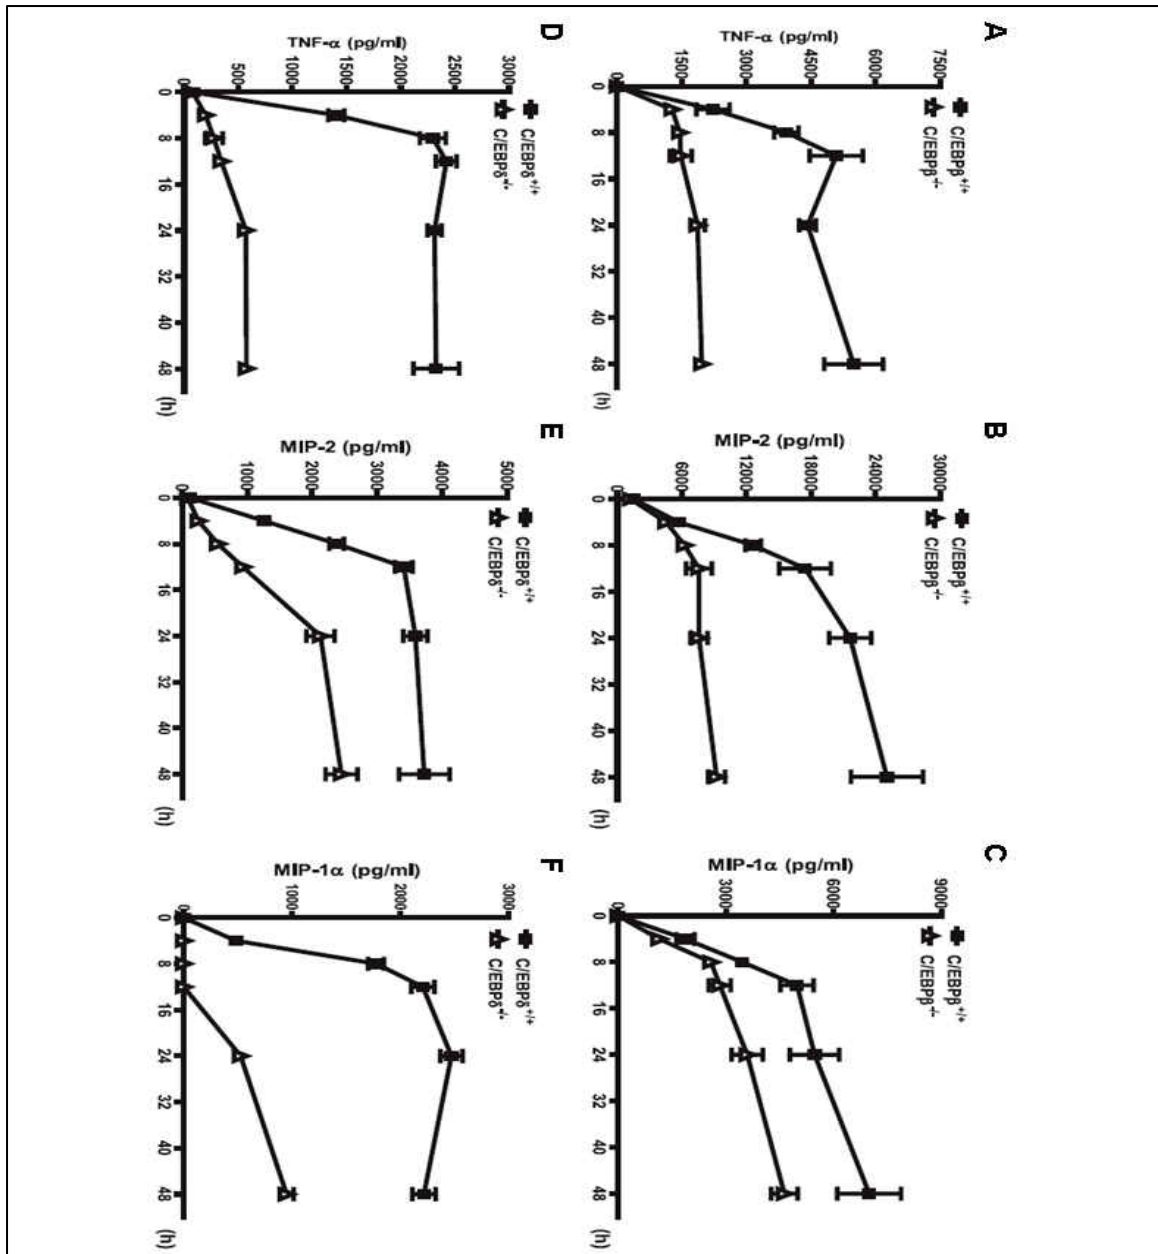 A
TNF-α (pg/ml)
7500
6000
4500
3000
1500
0
0 8 16 24 32 40 48 (h)
C/EBPβ+/+
C/EBPβ-/-
B
MIP-2 (pg/ml)
30000
24000
18000
12000
6000
0
0 8 16 24 32 40 48 (h)
C/EBPβ+/+
C/EBPβ-/-
C
MIP-1α (pg/ml)
9000
6000
3000
0
0 8 16 24 32 40 48 (h)
C/EBPβ+/+
C/EBPβ-/-
D
TNF-α (pg/ml)
3000
2500
2000
1500
1000
500
0
0 8 16 24 32 40 48 (h)
C/EBPδ+/+
C/EBPδ-/-
E
MIP-2 (pg/ml)
5000
4000
3000
2000
1000
0
0 8 16 24 32 40 48 (h)
C/EBPδ+/+
C/EBPδ-/-
F
MIP-1α (pg/ml)
3000
2000
1000
0
0 8 16 24 32 40 48 (h)
C/EBPδ+/+
C/EBPδ-/-